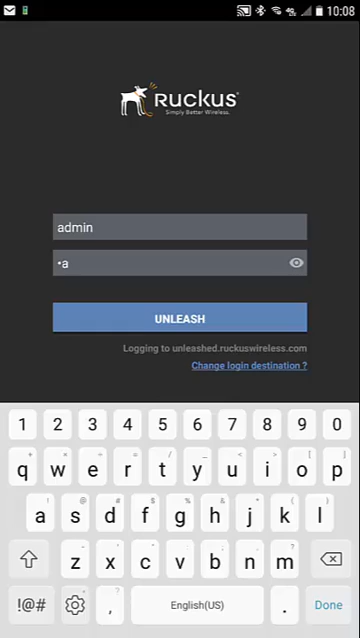 10:08
RUCKUS
Simply Better Wireless.
admin
•a
UNLEASH
Logging to unleashed.ruckuswireless.com
Change login destination ?
1 2 3 4 5 6 7 8 9 0
q w e r t y u i o p
a s d f g h j k l
z x c v b n m
!@# , English(US) . Done